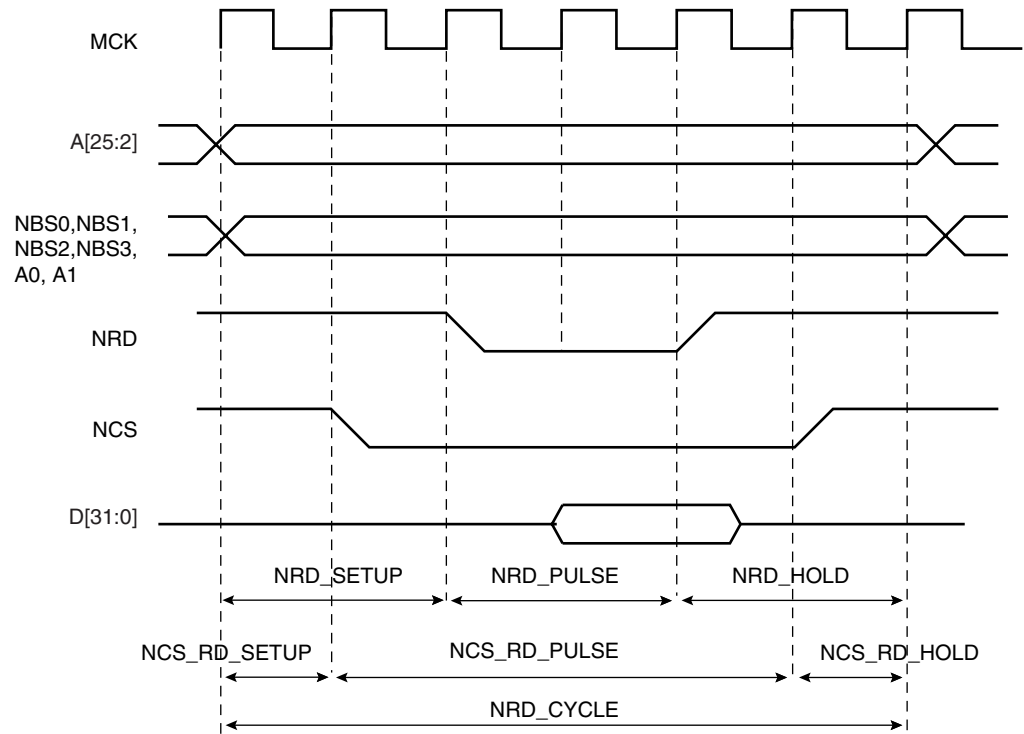 MCK
A[25:2]
NBS0,NBS1,
NBS2,NBS3,
A0, A1
NRD
NCS
D[31:0]
NRD_SETUP NRD_PULSE NRD_HOLD
NCS_RD_SETUP NCS_RD_PULSE NCS_RD_HOLD
NRD_CYCLE